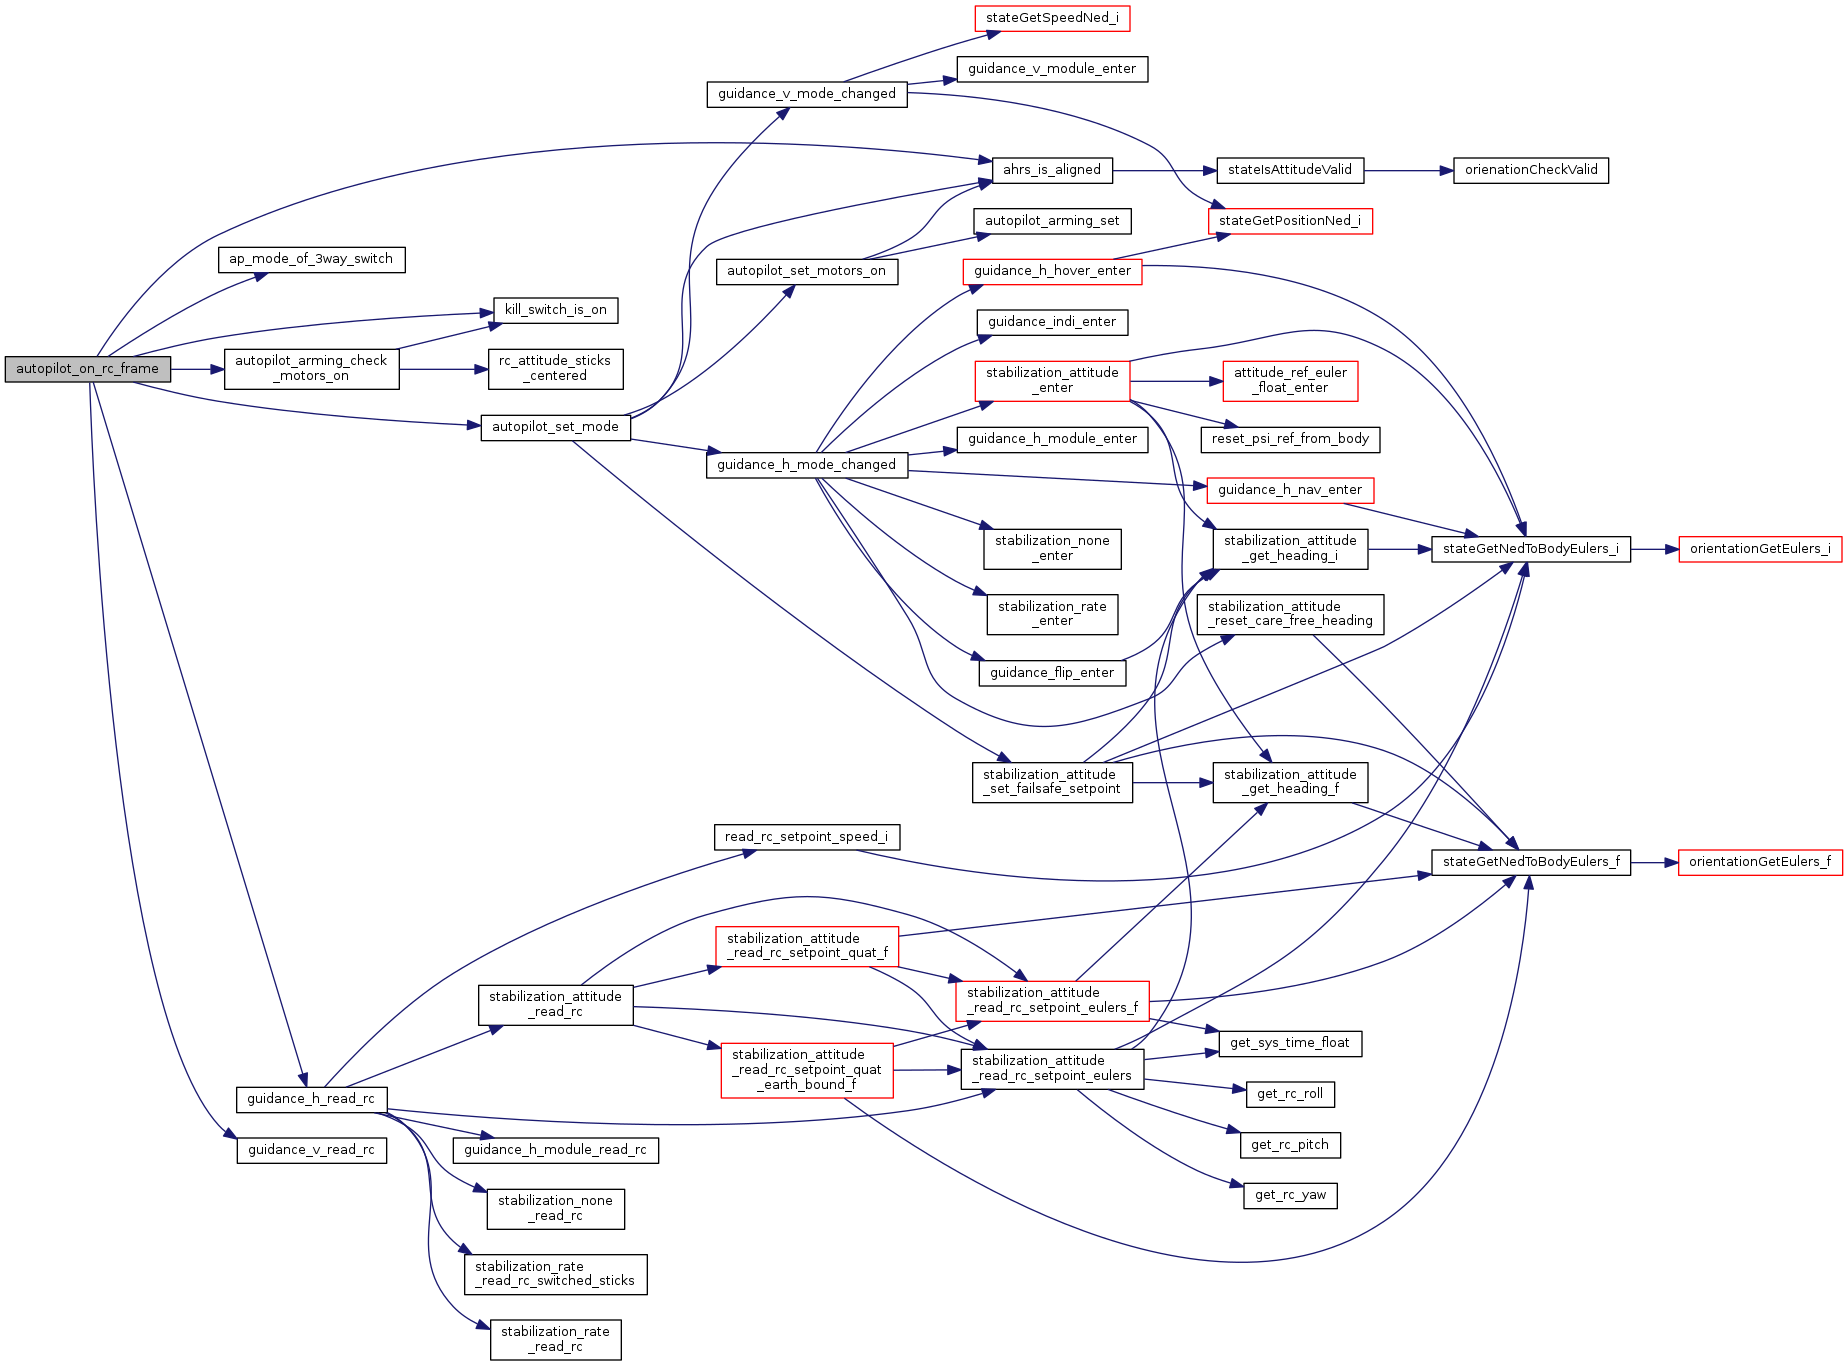 stateGetSpeedNed_i
guidance_v_module_enter
guidance_v_mode_changed
ahrs_is_aligned
stateIsAttitudeValid
orienationCheckValid
autopilot_arming_set
stateGetPositionNed_i
ap_mode_of_3way_switch
autopilot_set_motors_on
guidance_h_hover_enter
kill_switch_is_on
guidance_indi_enter
autopilot_on_rc_frame
autopilot_arming_check
_motors_on
rc_attitude_sticks
_centered
stabilization_attitude
_enter
attitude_ref_euler
_float_enter
autopilot_set_mode
guidance_h_module_enter
reset_psi_ref_from_body
guidance_h_mode_changed
guidance_h_nav_enter
stabilization_none
_enter
stabilization_attitude
_get_heading_i
stateGetNedToBodyEulers_i
orientationGetEulers_i
stabilization_rate
_enter
stabilization_attitude
_reset_care_free_heading
guidance_flip_enter
stabilization_attitude
_set_failsafe_setpoint
stabilization_attitude
_get_heading_f
read_rc_setpoint_speed_i
stateGetNedToBodyEulers_f
orientationGetEulers_f
stabilization_attitude
_read_rc_setpoint_quat_f
stabilization_attitude
_read_rc
stabilization_attitude
_read_rc_setpoint_eulers_f
get_sys_time_float
stabilization_attitude
_read_rc_setpoint_quat
_earth_bound_f
stabilization_attitude
_read_rc_setpoint_eulers
get_rc_roll
guidance_h_read_rc
get_rc_pitch
guidance_v_read_rc
guidance_h_module_read_rc
get_rc_yaw
stabilization_none
_read_rc
stabilization_rate
_read_rc_switched_sticks
stabilization_rate
_read_rc